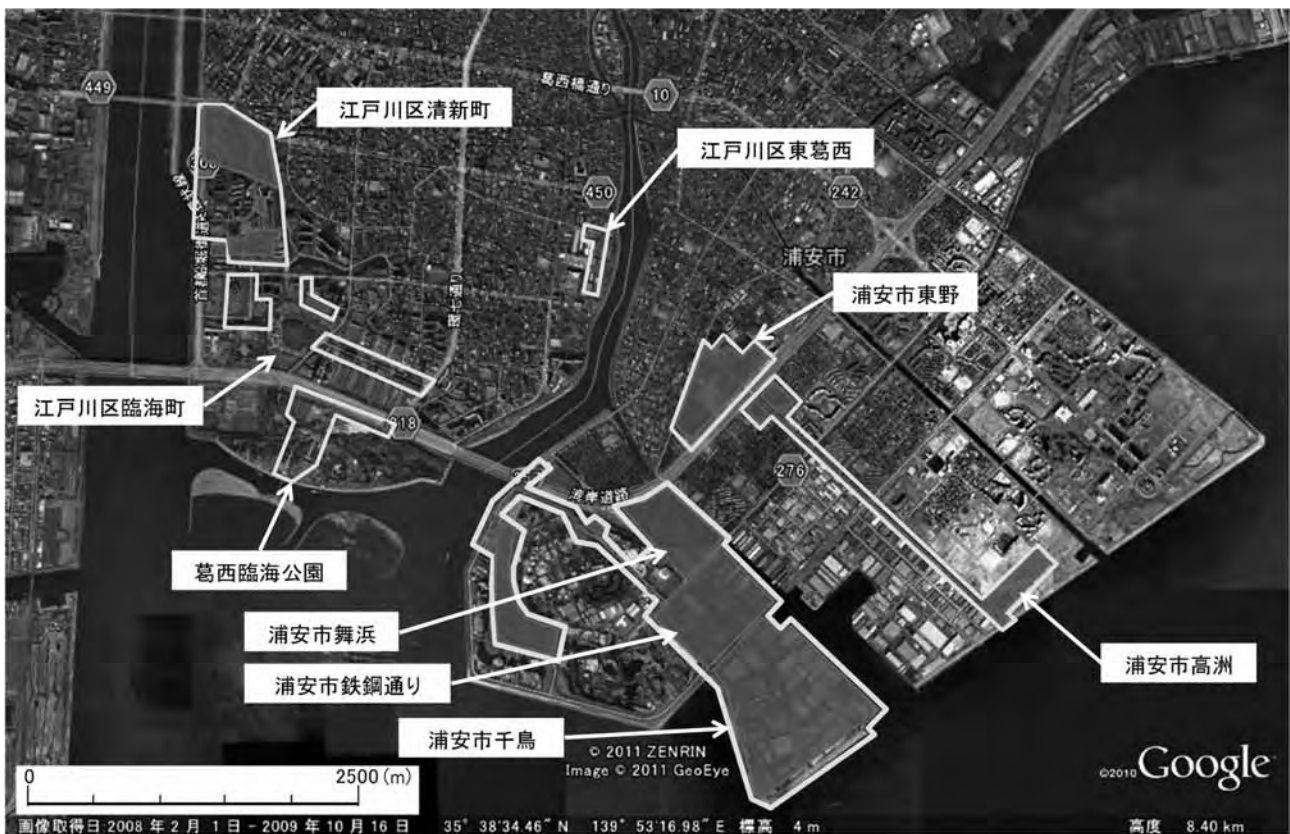 449
葛西橋通り
10
江戸川区清新町
江戸川区東葛西
450
242
浦安市
浦安市東野
環七通り
江戸川区臨海町
318
276
湾岸道路
葛西臨海公園
浦安市舞浜
浦安市鉄鋼通り
浦安市高洲
浦安市千鳥
© 2011 ZENRIN
Image © 2011 GeoEye
©2010 Google
0 2500 (m)
画像取得日:2008 年 2 月 1 日 - 2009 年 10 月 16 日 35° 38'34.46" N 139° 53'16.98" E 標高 4 m 高度 8.40 km